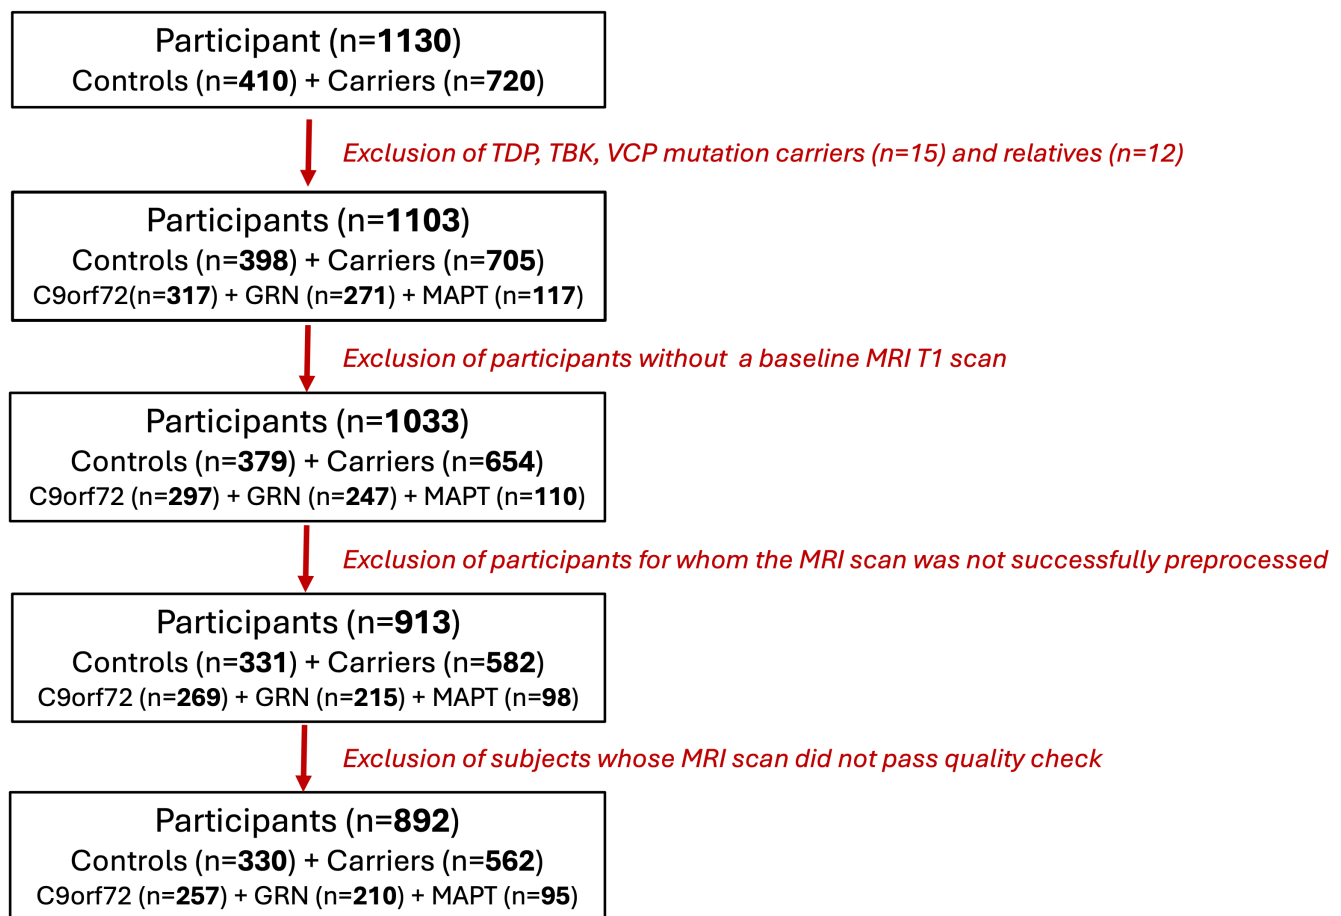 Participant (n=1130)
Controls (n=410) + Carriers (n=720)
Exclusion of TDP, TBK, VCP mutation carriers (n=15) and relatives (n=12)
Participants (n=1103)
Controls (n=398) + Carriers (n=705)
C9orf72(n=317) + GRN (n=271) + MAPT (n=117)
Exclusion of participants without  a baseline MRI T1 scan
Participants (n=1033)
Controls (n=379) + Carriers (n=654)
C9orf72 (n=297) + GRN (n=247) + MAPT (n=110)
Exclusion of participants for whom the MRI scan was not successfully preprocessed
Participants (n=913)
Controls (n=331) + Carriers (n=582)
C9orf72 (n=269) + GRN (n=215) + MAPT (n=98)
Exclusion of subjects whose MRI scan did not pass quality check
Participants (n=892)
Controls (n=330) + Carriers (n=562)
C9orf72 (n=257) + GRN (n=210) + MAPT (n=95)